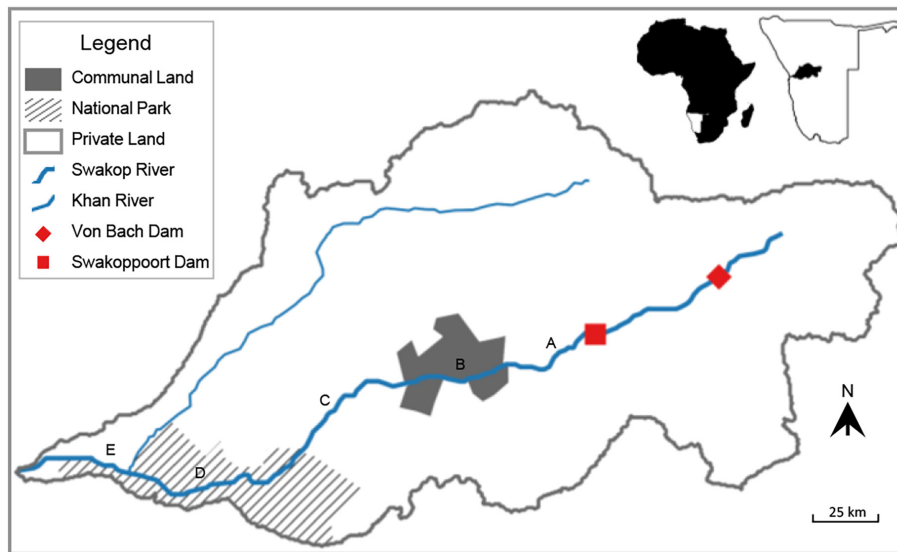 Legend
Communal Land
National Park
Private Land
Swakop River
Khan River
Von Bach Dam
Swakoppoort Dam
A
B
C
D
E
N
25 km